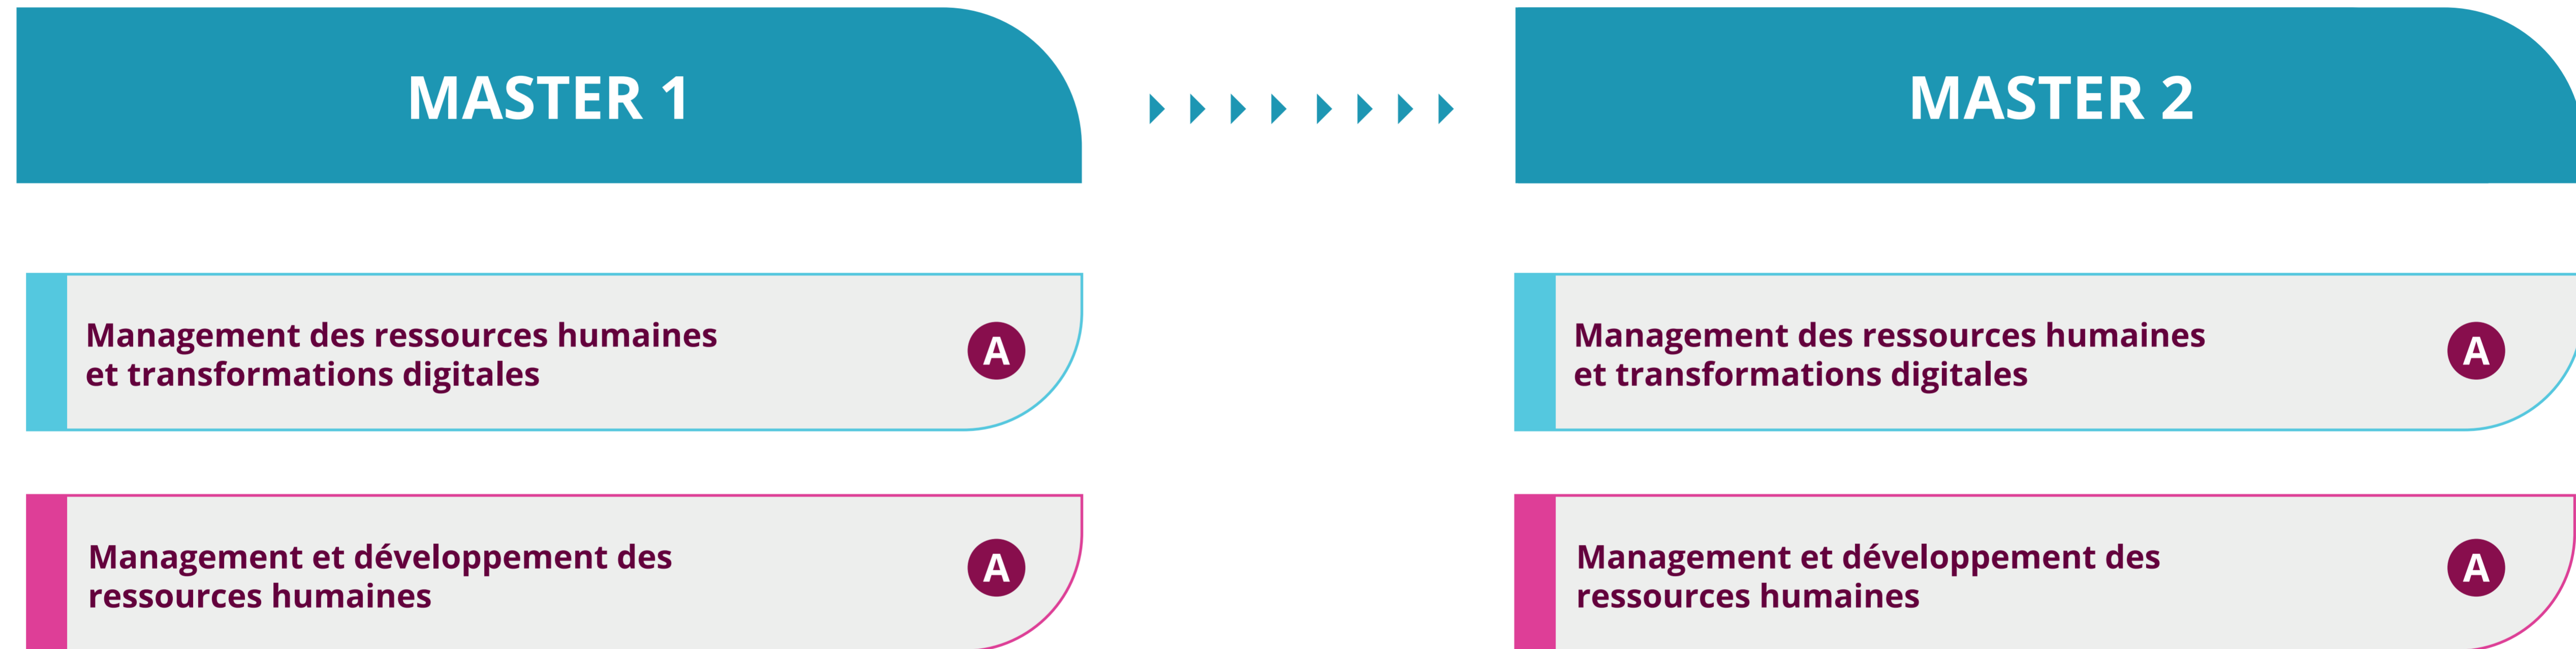 MASTER 1
MASTER 2
Management des ressources humaines
et transformations digitales
A
Management des ressources humaines
et transformations digitales
A
Management et développement des
ressources humaines
A
Management et développement des
ressources humaines
A